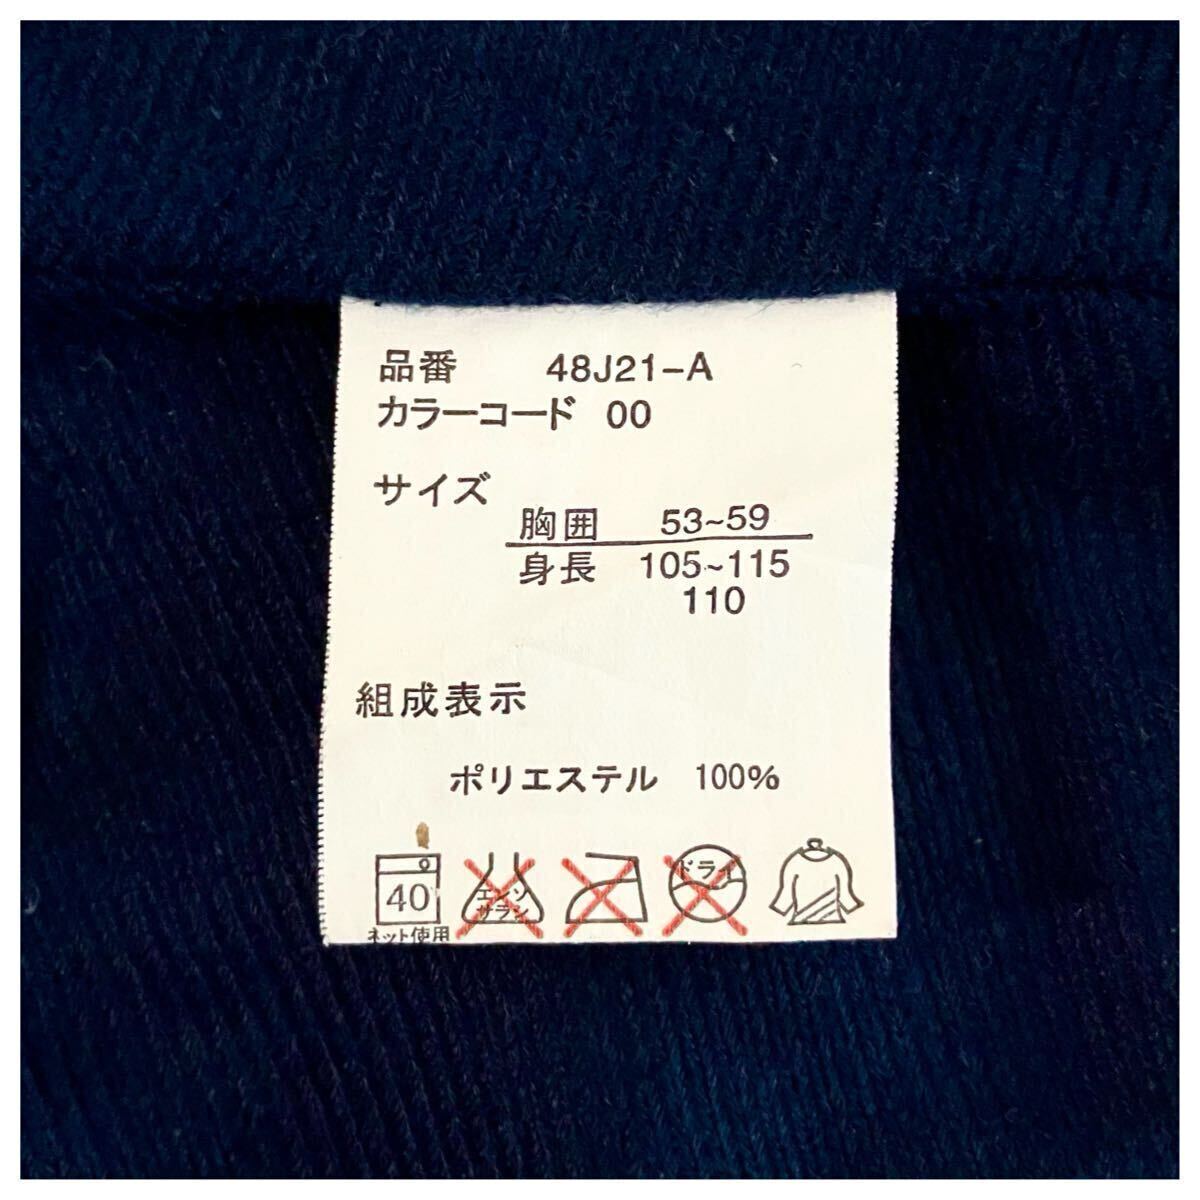 品番 48J21-A
カラーコード 00
サイズ
胸囲 53~59
身長 105~115
110
組成表示
ポリエステル 100%
40
ネット使用
エンソ
サラシ
ドライ